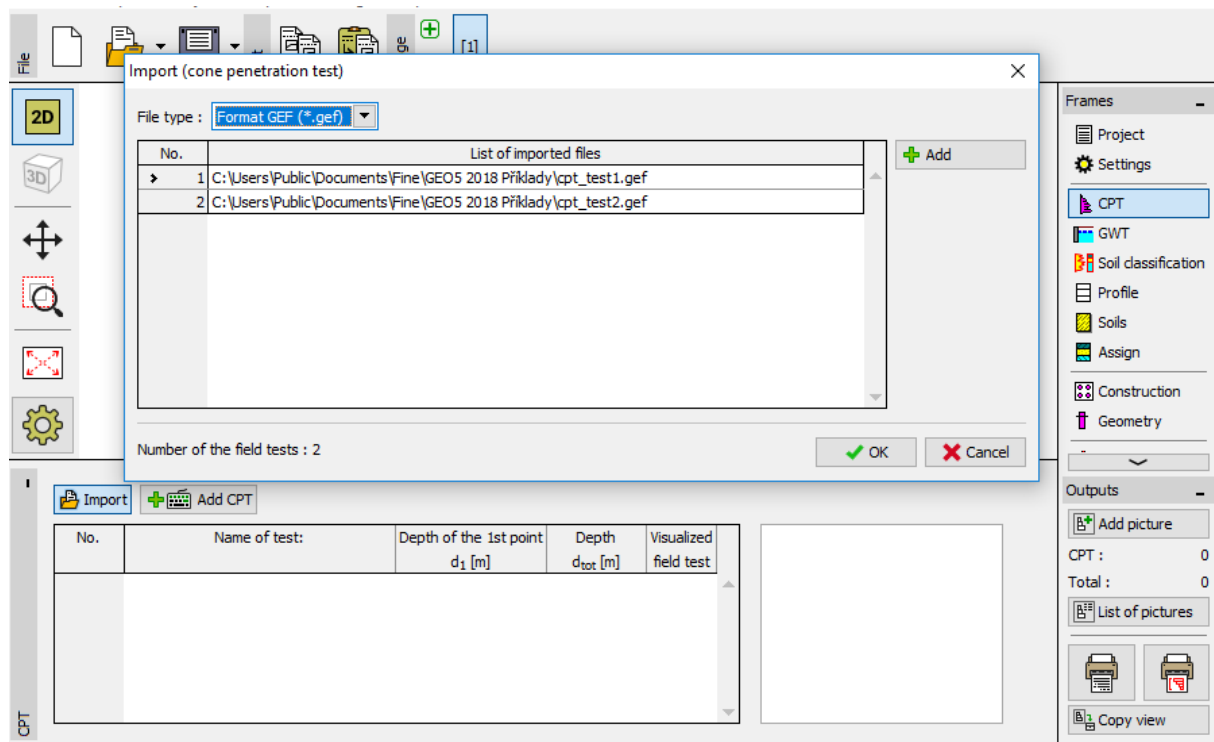 File
[1]
Import (cone penetration test)
File type :
Format GEF (*.gef)
No.
List of imported files
1
C:\Users\Public\Documents\Fine\GEO5 2018 Příklady\cpt_test1.gef
2
C:\Users\Public\Documents\Fine\GEO5 2018 Příklady\cpt_test2.gef
Add
Number of the field tests : 2
OK
Cancel
2D
3D
Frames
Project
Settings
CPT
GWT
Soil classification
Profile
Soils
Assign
Construction
Geometry
Import
Add CPT
No.
Name of test:
Depth of the 1st point
d1 [m]
Depth
dtot [m]
Visualized
field test
CPT
Outputs
Add picture
CPT : 0
Total : 0
List of pictures
Copy view